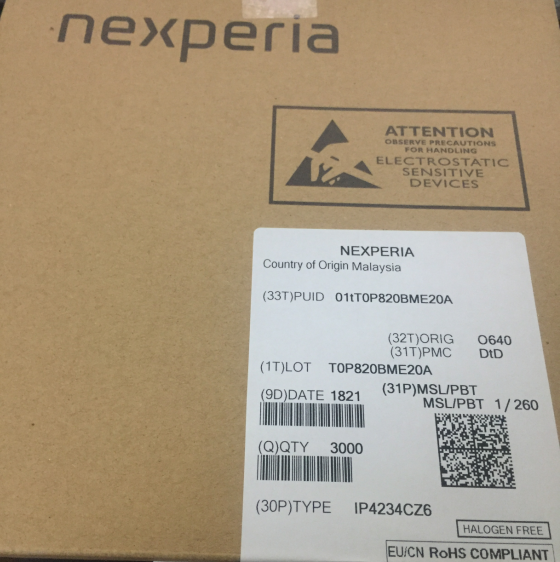 nexperia
ATTENTION
OBSERVE PRECAUTIONS
FOR HANDLING
ELECTROSTATIC
SENSITIVE
DEVICES
NEXPERIA
Country of Origin Malaysia
(33T)PUID 01tT0P820BME20A
(32T)ORIG O640
(31T)PMC DtD
(1T)LOT T0P820BME20A
(9D)DATE 1821
(31P)MSL/PBT
MSL/PBT 1/260
(Q)QTY 3000
(30P)TYPE IP4234CZ6
HALOGEN FREE
EU/CN RoHS COMPLIANT